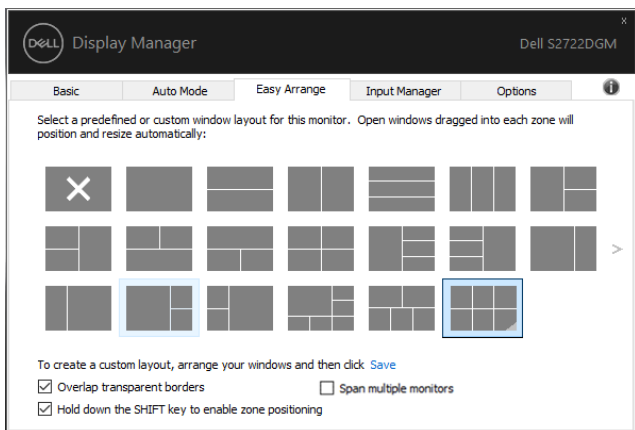 x
DELL Display Manager Dell S2722DGM
Basic Auto Mode Easy Arrange Input Manager Options i
Select a predefined or custom window layout for this monitor. Open windows dragged into each zone will
position and resize automatically:
>
To create a custom layout, arrange your windows and then click Save
Overlap transparent borders Span multiple monitors
Hold down the SHIFT key to enable zone positioning